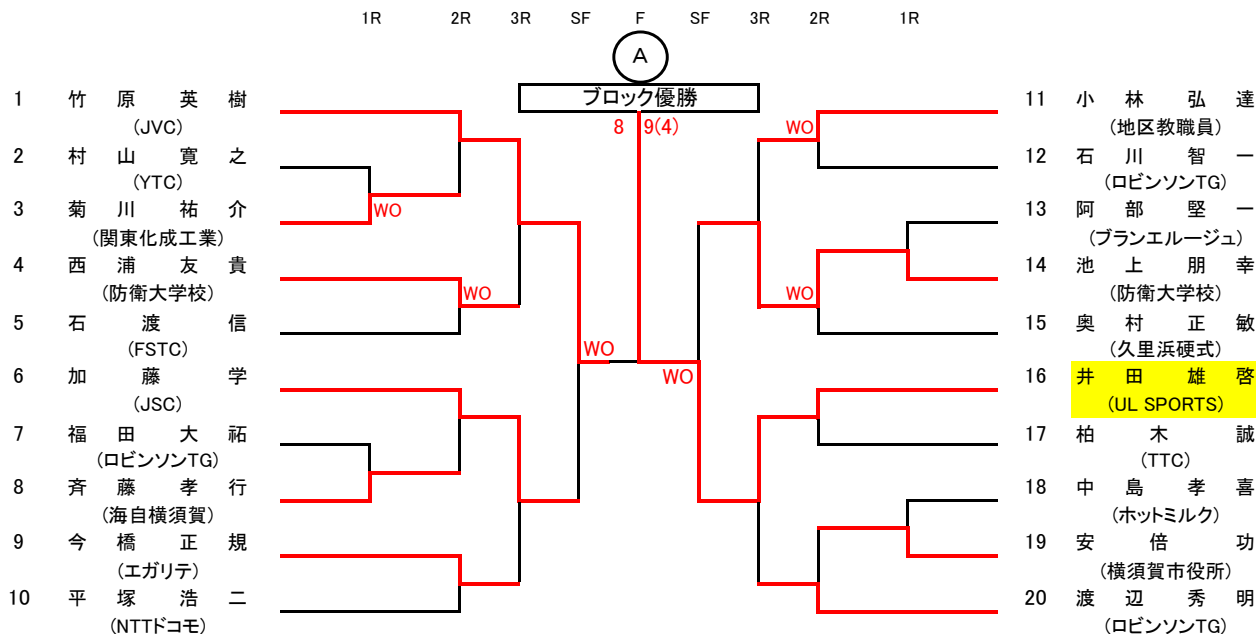 1R 2R 3R SF F SF 3R 2R 1R
A
ブロック優勝
8 9(4)
1 竹原英樹
(JVC)
2 村山寛之
(YTC)
WO
3 菊川祐介
(関東化成工業)
4 西浦友貴
(防衛大学校)
WO
5 石渡信
(FSTC)
WO
6 加藤学
(JSC)
7 福田大祐
(ロビンソンTG)
8 斉藤孝行
(海自横須賀)
9 今橋正規
(エガリテ)
10 平塚浩二
(NTTドコモ)
11 小林弘達
(地区教職員)
WO
12 石川智一
(ロビンソンTG)
13 阿部堅一
(ブランエルージュ)
14 池上朋幸
(防衛大学校)
WO
15 奥村正敏
(久里浜硬式)
WO
16 井田雄啓
(UL SPORTS)
17 柏木誠
(TTC)
18 中島孝喜
(ホットミルク)
19 安倍功
(横須賀市役所)
20 渡辺秀明
(ロビンソンTG)